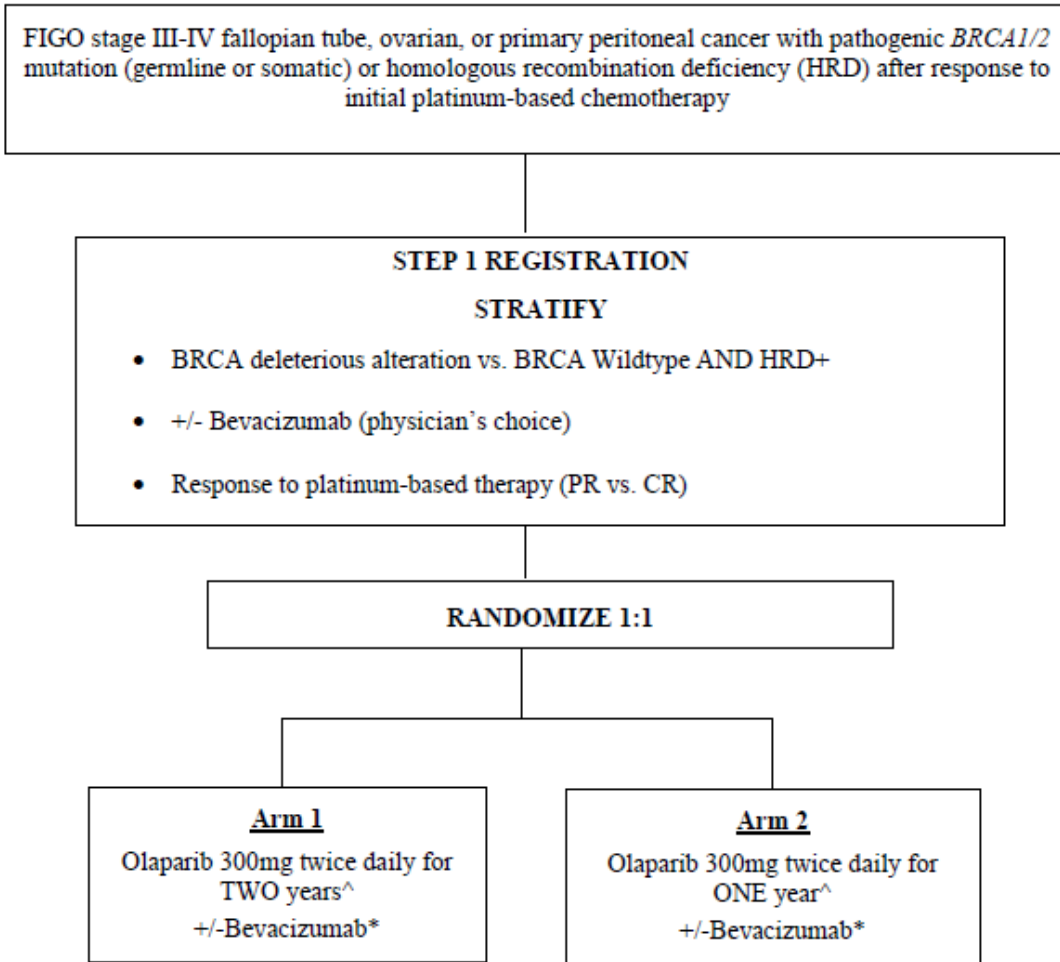 FIGO stage III-IV fallopian tube, ovarian, or primary peritoneal cancer with pathogenic BRCA1/2
mutation (germline or somatic) or homologous recombination deficiency (HRD) after response to
initial platinum-based chemotherapy
STEP 1 REGISTRATION
STRATIFY
• BRCA deleterious alteration vs. BRCA Wildtype AND HRD+
• +/- Bevacizumab (physician’s choice)
• Response to platinum-based therapy (PR vs. CR)
RANDOMIZE 1:1
Arm 1
Olaparib 300mg twice daily for
TWO years^
+/-Bevacizumab*
Arm 2
Olaparib 300mg twice daily for
ONE year^
+/-Bevacizumab*